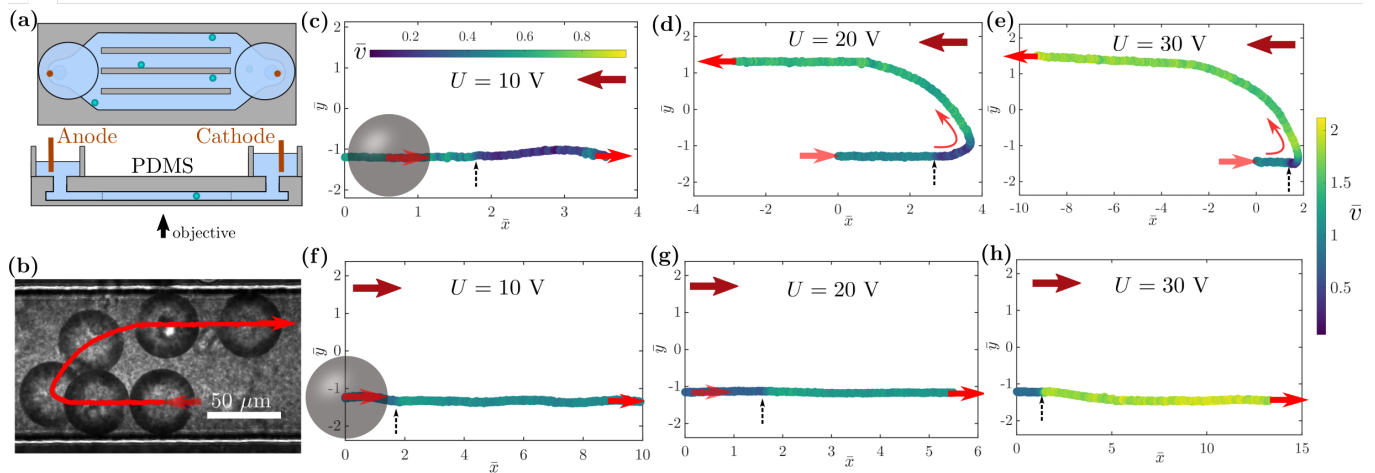 (a)
Anode
Cathode
PDMS
objective
(b)
50 μm
(c)
v̄
0.2 0.4 0.6 0.8
U = 10 V
ȳ
2
1
0
-1
-2
0 1 2 3 4
x̄
(d)
U = 20 V
ȳ
2
1
0
-1
-2
-4 -2 0 2 4
x̄
(e)
U = 30 V
ȳ
2
1
0
-1
-2
-10 -8 -6 -4 -2 0 2
x̄
2
1.5
1
0.5
v̄
(f)
U = 10 V
ȳ
2
1
0
-1
-2
0 2 4 6 8 10
x̄
(g)
U = 20 V
ȳ
2
1
0
-1
-2
0 1 2 3 4 5 6
x̄
(h)
U = 30 V
ȳ
2
1
0
-1
-2
0 5 10 15
x̄